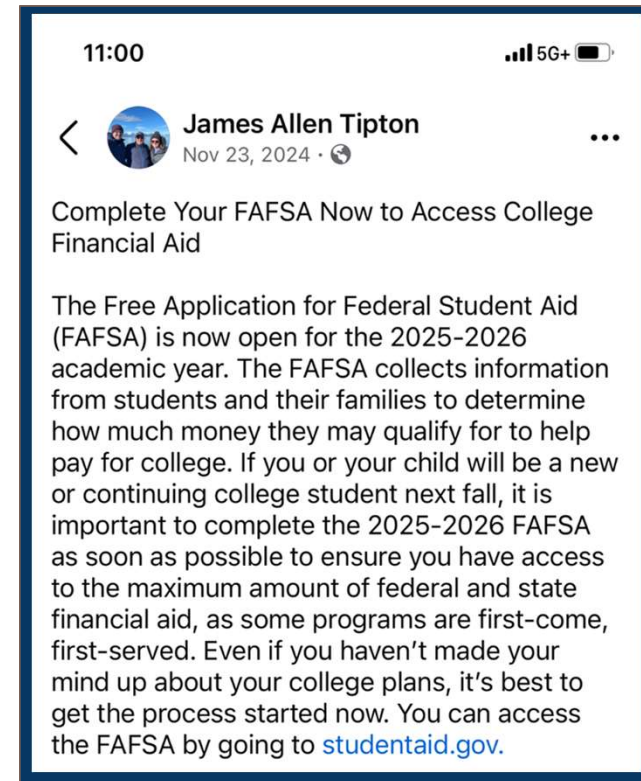 11:00
5G+
James Allen Tipton
Nov 23, 2024 ·
Complete Your FAFSA Now to Access College
Financial Aid
The Free Application for Federal Student Aid
(FAFSA) is now open for the 2025-2026
academic year. The FAFSA collects information
from students and their families to determine
how much money they may qualify for to help
pay for college. If you or your child will be a new
or continuing college student next fall, it is
important to complete the 2025-2026 FAFSA
as soon as possible to ensure you have access
to the maximum amount of federal and state
financial aid, as some programs are first-come,
first-served. Even if you haven’t made your
mind up about your college plans, it’s best to
get the process started now. You can access
the FAFSA by going to studentaid.gov.